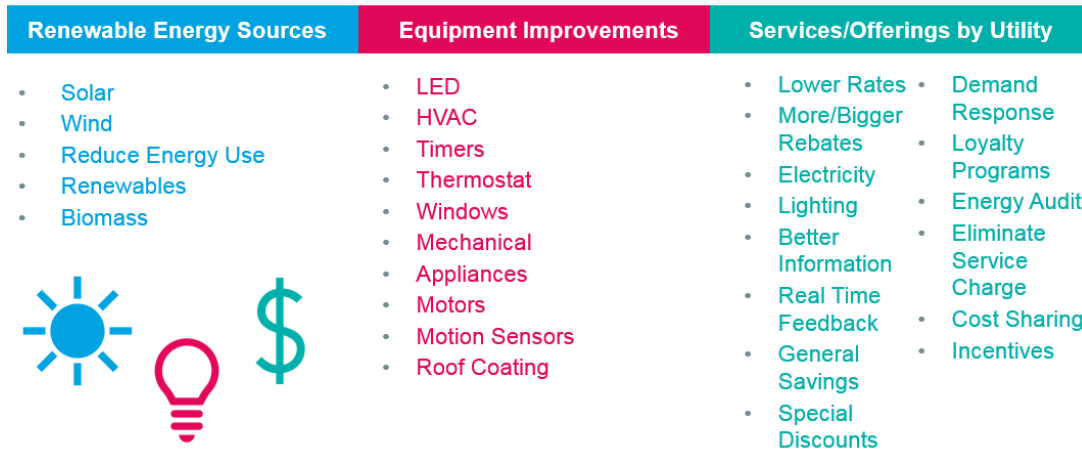 Renewable Energy Sources
Equipment Improvements
Services/Offerings by Utility
• Solar
• Wind
• Reduce Energy Use
• Renewables
• Biomass
• LED
• HVAC
• Timers
• Thermostat
• Windows
• Mechanical
• Appliances
• Motors
• Motion Sensors
• Roof Coating
• Lower Rates
• More/Bigger
Rebates
• Electricity
• Lighting
• Better
Information
• Real Time
Feedback
• General
Savings
• Special
Discounts
• Demand
Response
• Loyalty
Programs
• Energy Audit
• Eliminate
Service
Charge
• Cost Sharing
• Incentives
$